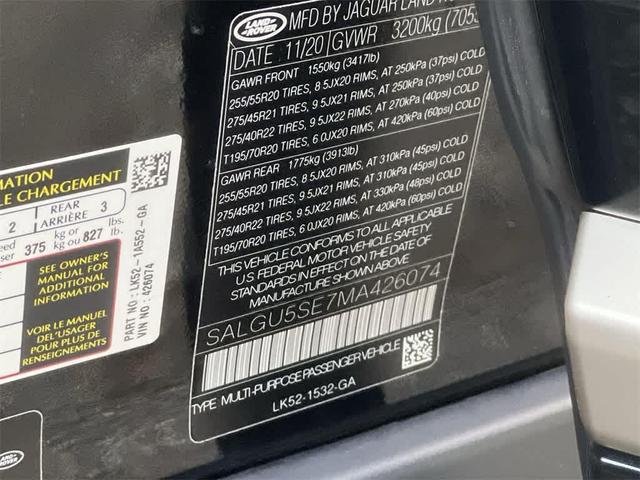 LAND
ROVER
MFD BY JAGUAR LAND
DATE 11/20 GVWR 3200kg (7055
GAWR FRONT 1550kg (3417lb)
255/55R20 TIRES, 8.5JX20 RIMS, AT 250kPa (37psi) COLD
275/45R21 TIRES, 9.5JX21 RIMS, AT 250kPa (37psi) COLD
275/40R22 TIRES, 9.5JX22 RIMS, AT 270kPa (40psi) COLD
T195/70R20 TIRES, 6.0JX20 RIMS, AT 420kPa (60psi) COLD
GAWR REAR 1775kg (3913lb)
255/55R20 TIRES, 8.5JX20 RIMS, AT 310kPa (45psi) COLD
275/45R21 TIRES, 9.5JX21 RIMS, AT 310kPa (45psi) COLD
275/40R22 TIRES, 9.5JX22 RIMS, AT 330kPa (48psi) COLD
T195/70R20 TIRES, 6.0JX20 RIMS, AT 420kPa (60psi) COLD
THIS VEHICLE CONFORMS TO ALL APPLICABLE
U.S. FEDERAL MOTOR VEHICLE SAFETY
STANDARDS IN EFFECT ON THE DATE OF
MANUFACTURE SHOWN ABOVE
SALGU5SE7MA426074
TYPE MULTI-PURPOSE PASSENGER VEHICLE
LK52-1532-GA
MATION
LE CHARGEMENT
2 REAR ARRIÈRE 3
375 kg or kg ou 827 lbs. lb.
SEE OWNER'S
MANUAL FOR
ADDITIONAL
INFORMATION
VOIR LE MANUEL
DEL'USAGER
POUR PLUS DE
RENSEIGNEMENTS
PART NO : LK52-1A552-GA
VIN NO : 426074
LAND
ROVER